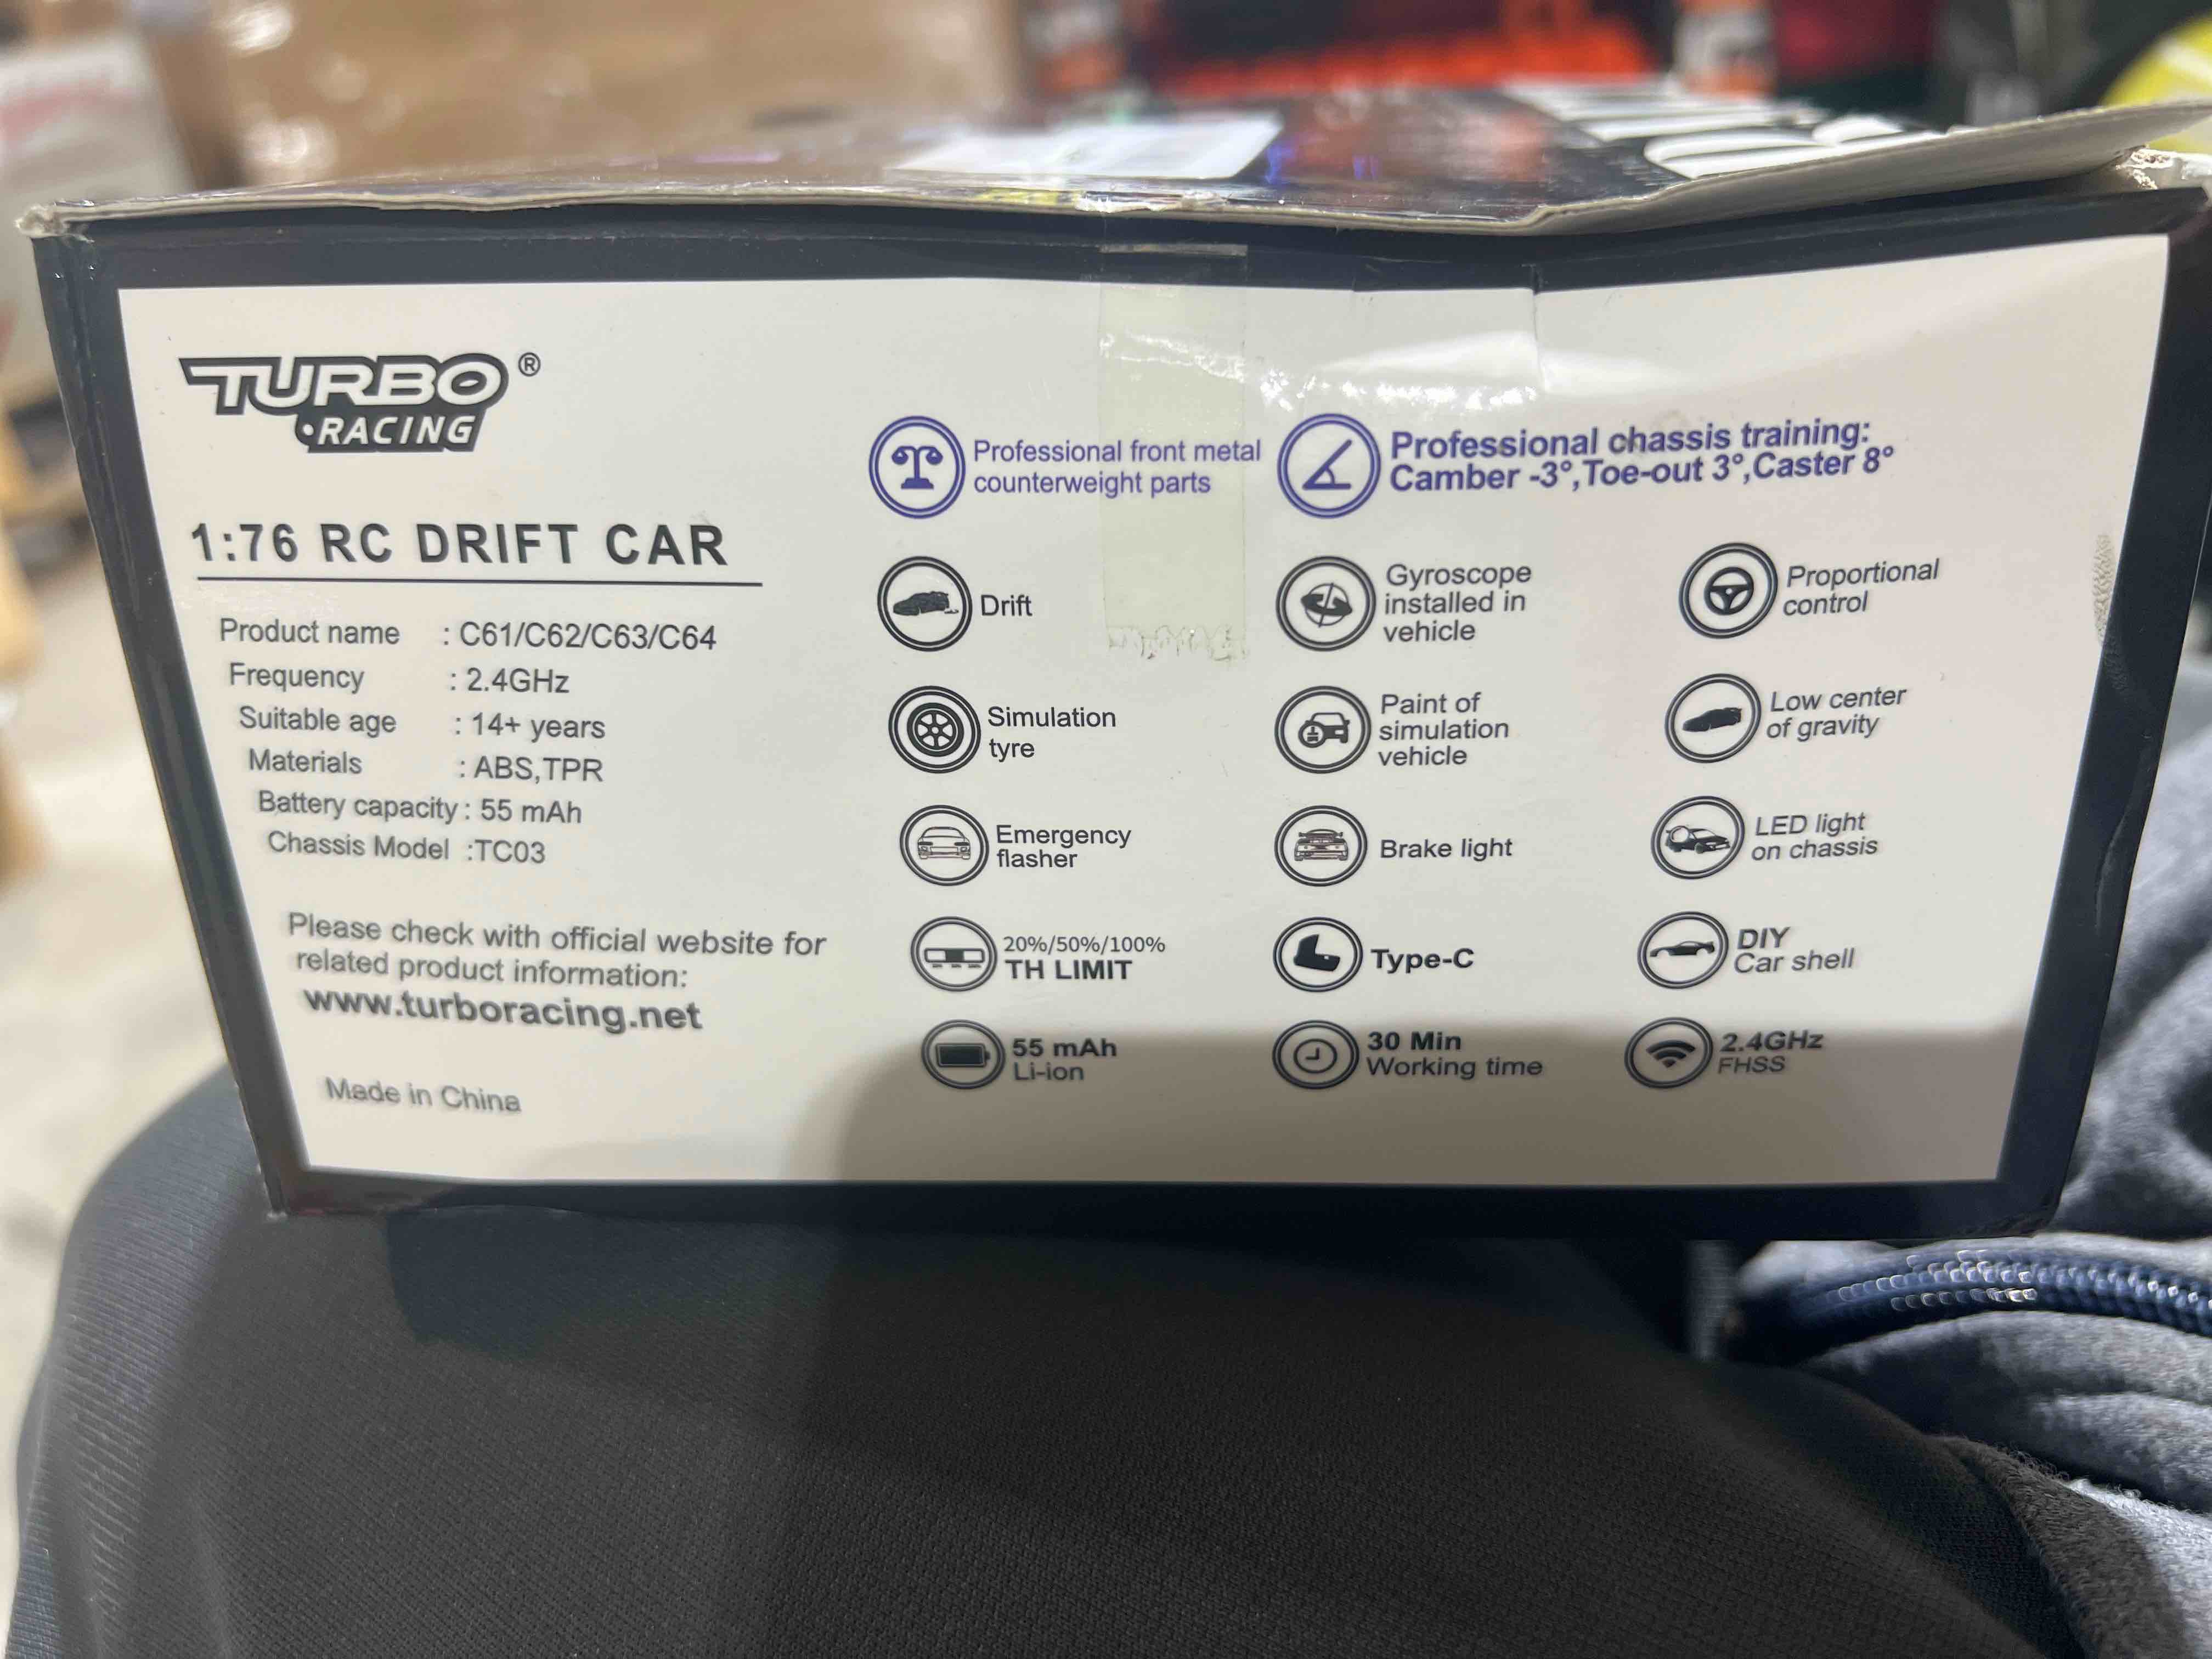 TURBO ®
RACING
1:76 RC DRIFT CAR
Product name : C61/C62/C63/C64
Frequency : 2.4GHz
Suitable age : 14+ years
Materials : ABS,TPR
Battery capacity : 55 mAh
Chassis Model :TC03
Please check with official website for
related product information:
www.turboracing.net
Made in China
Professional front metal
counterweight parts
Professional chassis training:
Camber -3°,Toe-out 3°,Caster 8°
Drift
Gyroscope
installed in
vehicle
Proportional
control
Simulation
tyre
Paint of
simulation
vehicle
Low center
of gravity
Emergency
flasher
Brake light
LED light
on chassis
20%/50%/100%
TH LIMIT
Type-C
DIY
Car shell
55 mAh
Li-ion
30 Min
Working time
2.4GHz
FHSS